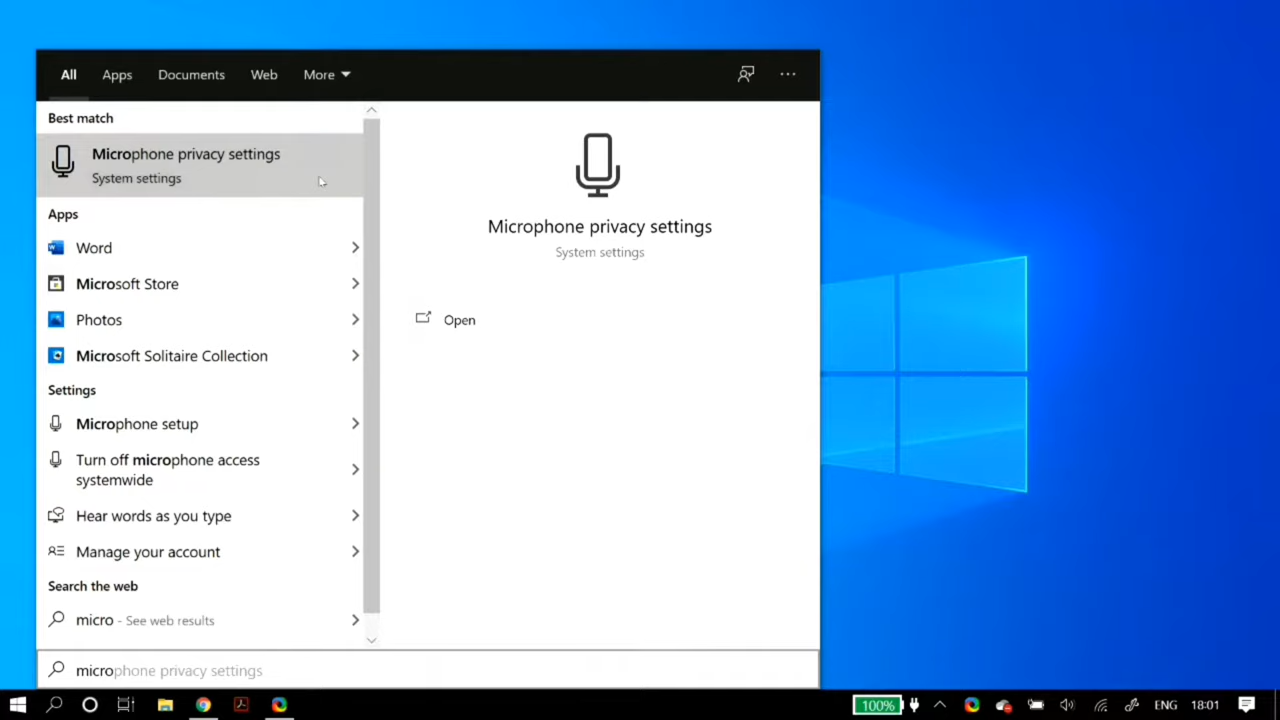 All Apps Documents Web More
Best match
Microphone privacy settings
System settings
Apps
Word
Microsoft Store
Photos
Microsoft Solitaire Collection
Settings
Microphone setup
Turn off microphone access
systemwide
Hear words as you type
Manage your account
Search the web
micro - See web results
Microphone privacy settings
System settings
Open
microphone privacy settings
100% ENG 18:01